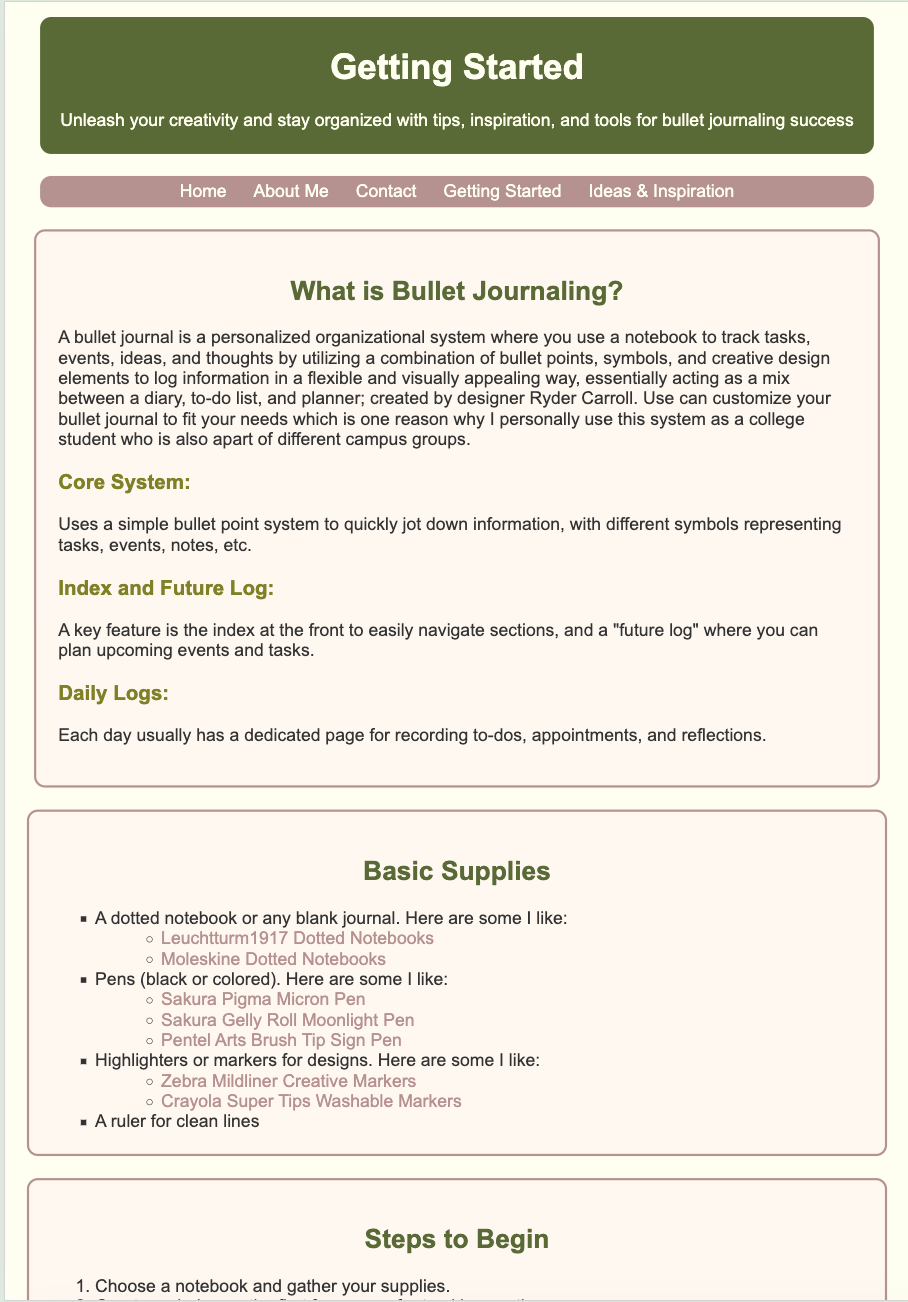 Getting Started
Unleash your creativity and stay organized with tips, inspiration, and tools for bullet journaling success
Home About Me Contact Getting Started Ideas & Inspiration
What is Bullet Journaling?
A bullet journal is a personalized organizational system where you use a notebook to track tasks,
events, ideas, and thoughts by utilizing a combination of bullet points, symbols, and creative design
elements to log information in a flexible and visually appealing way, essentially acting as a mix
between a diary, to-do list, and planner; created by designer Ryder Carroll. Use can customize your
bullet journal to fit your needs which is one reason why I personally use this system as a college
student who is also apart of different campus groups.
Core System:
Uses a simple bullet point system to quickly jot down information, with different symbols representing
tasks, events, notes, etc.
Index and Future Log:
A key feature is the index at the front to easily navigate sections, and a "future log" where you can
plan upcoming events and tasks.
Daily Logs:
Each day usually has a dedicated page for recording to-dos, appointments, and reflections.
Basic Supplies
A dotted notebook or any blank journal. Here are some I like:
Leuchtturm1917 Dotted Notebooks
Moleskine Dotted Notebooks
Pens (black or colored). Here are some I like:
Sakura Pigma Micron Pen
Sakura Gelly Roll Moonlight Pen
Pentel Arts Brush Tip Sign Pen
Highlighters or markers for designs. Here are some I like:
Zebra Mildliner Creative Markers
Crayola Super Tips Washable Markers
A ruler for clean lines
Steps to Begin
1. Choose a notebook and gather your supplies.